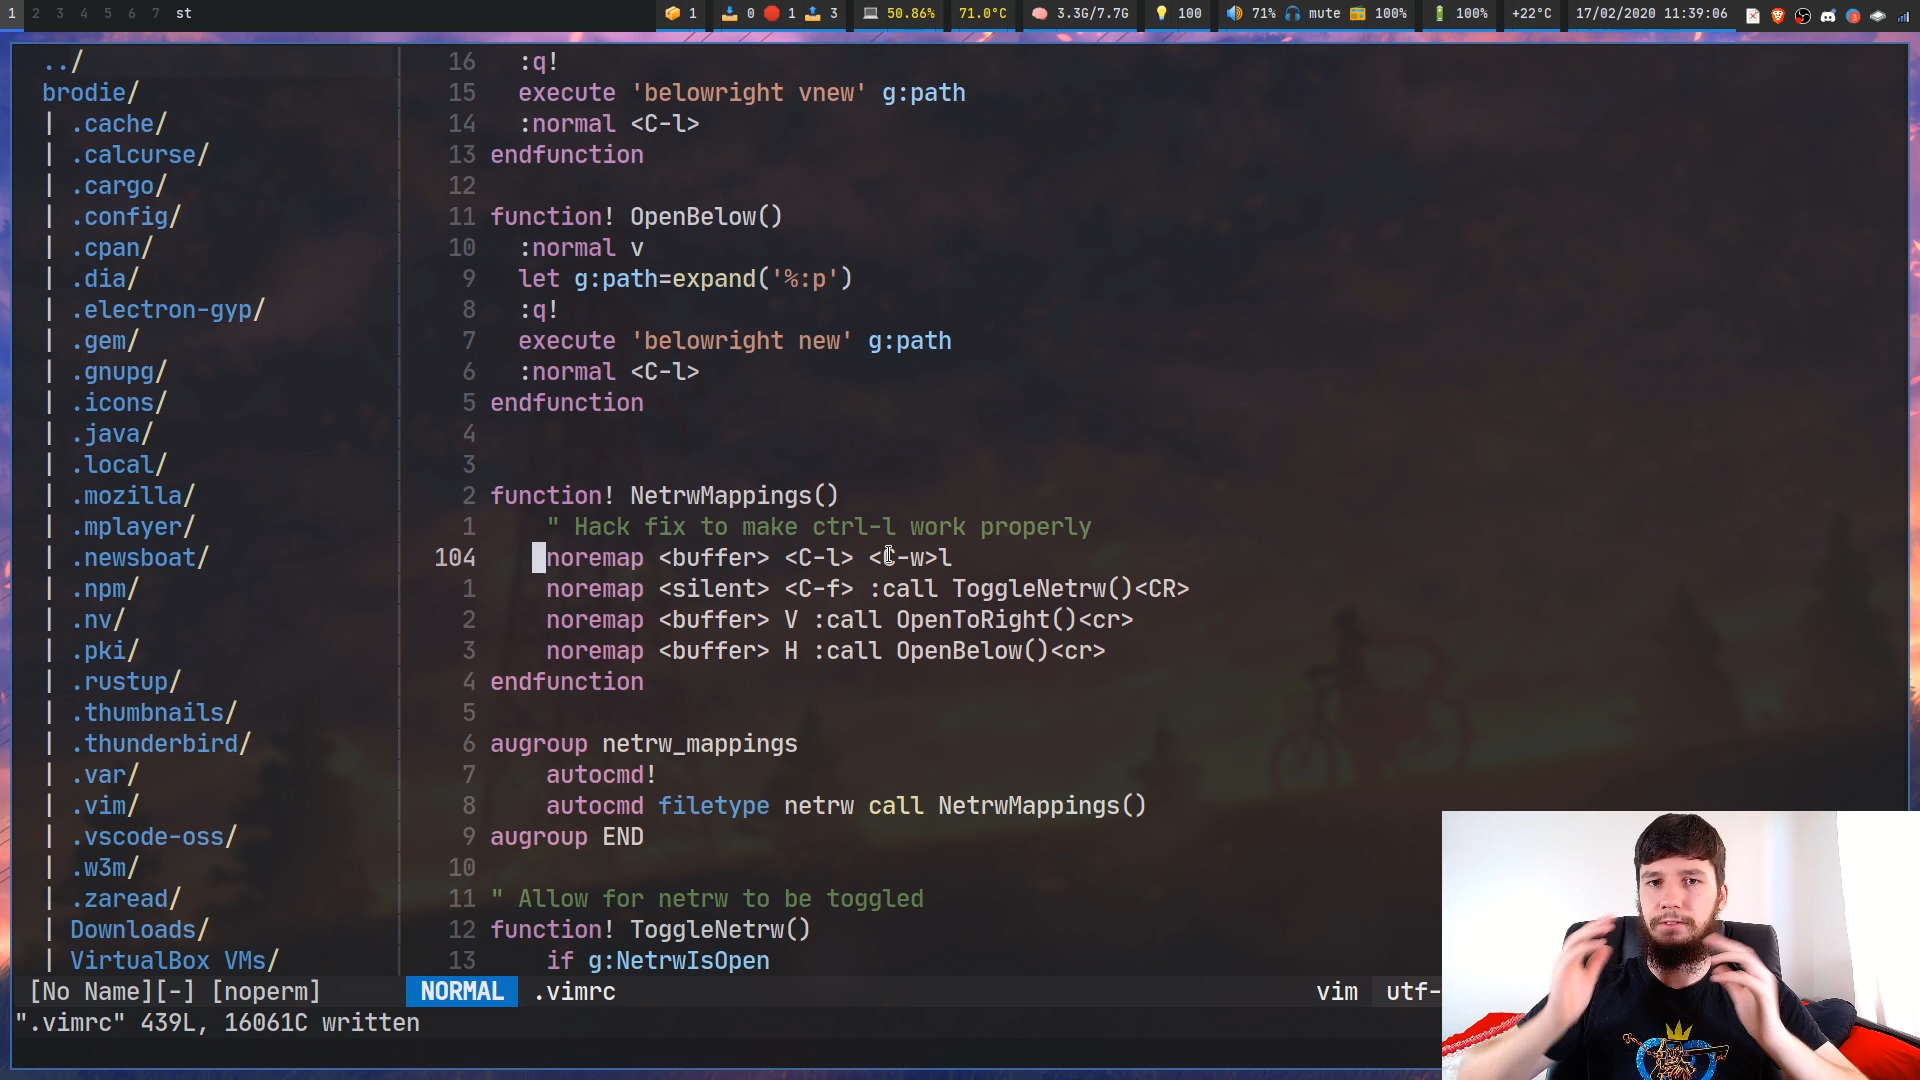 1 2 3 4 5 6 7 st 1 0 1 3 50.86% 71.0°C 3.3G/7.7G 100 71% mute 100% 100% +22°C 17/02/2020 11:39:06
../
brodie/
| .cache/
| .calcurse/
| .cargo/
| .config/
| .cpan/
| .dia/
| .electron-gyp/
| .gem/
| .gnupg/
| .icons/
| .java/
| .local/
| .mozilla/
| .mplayer/
| .newsboat/
| .npm/
| .nv/
| .pki/
| .rustup/
| .thumbnails/
| .thunderbird/
| .var/
| .vim/
| .vscode-oss/
| .w3m/
| .zaread/
| Downloads/
| VirtualBox VMs/
16 :q!
15 execute 'belowright vnew' g:path
14 :normal <C-l>
13 endfunction
12
11 function! OpenBelow()
10 :normal v
9 let g:path=expand('%:p')
8 :q!
7 execute 'belowright new' g:path
6 :normal <C-l>
5 endfunction
4
3
2 function! NetrwMappings()
1 " Hack fix to make ctrl-l work properly
104 noremap <buffer> <C-l> <C-w>l
1 noremap <silent> <C-f> :call ToggleNetrw()<CR>
2 noremap <buffer> V :call OpenToRight()<cr>
3 noremap <buffer> H :call OpenBelow()<cr>
4 endfunction
5
6 augroup netrw_mappings
7 autocmd!
8 autocmd filetype netrw call NetrwMappings()
9 augroup END
10
11 " Allow for netrw to be toggled
12 function! ToggleNetrw()
13 if g:NetrwIsOpen
[No Name][-] [noperm] NORMAL .vimrc vim utf-
".vimrc" 439L, 16061C written